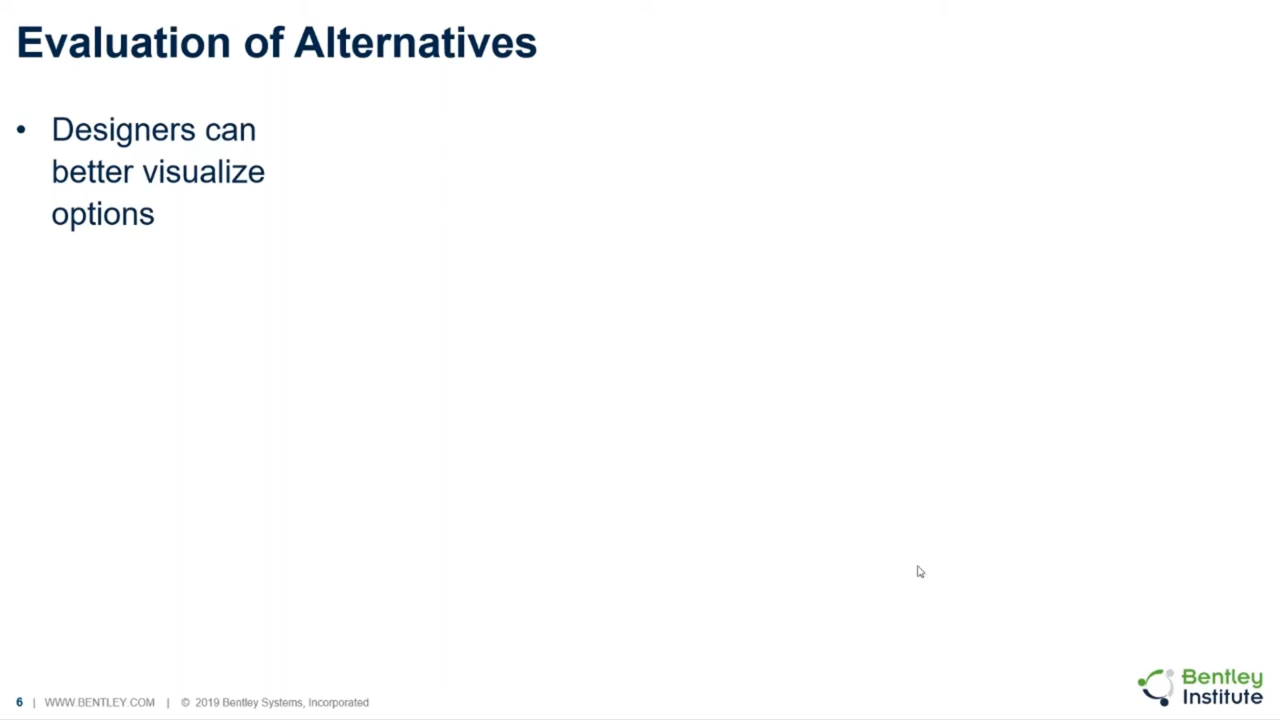 Evaluation of Alternatives
• Designers can
better visualize
options
6 | WWW.BENTLEY.COM | © 2019 Bentley Systems, Incorporated
Bentley
Institute